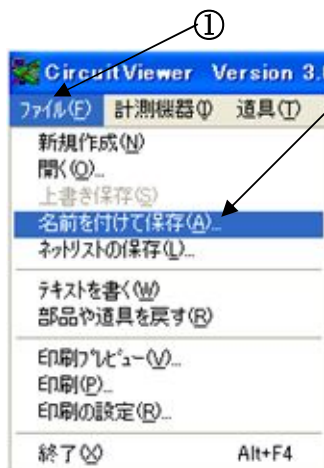 ①
CircuitViewer Version 3.
ファイル(F) 計測機器(I) 道具(T)
新規作成(N)
開く(O)...
上書き保存(S)
名前を付けて保存(A)...
ネットリストの保存(L)...
テキストを書く(W)
部品や道具を戻す(R)
印刷プレビュー(V)...
印刷(P)...
印刷の設定(R)...
終了(X) Alt+F4